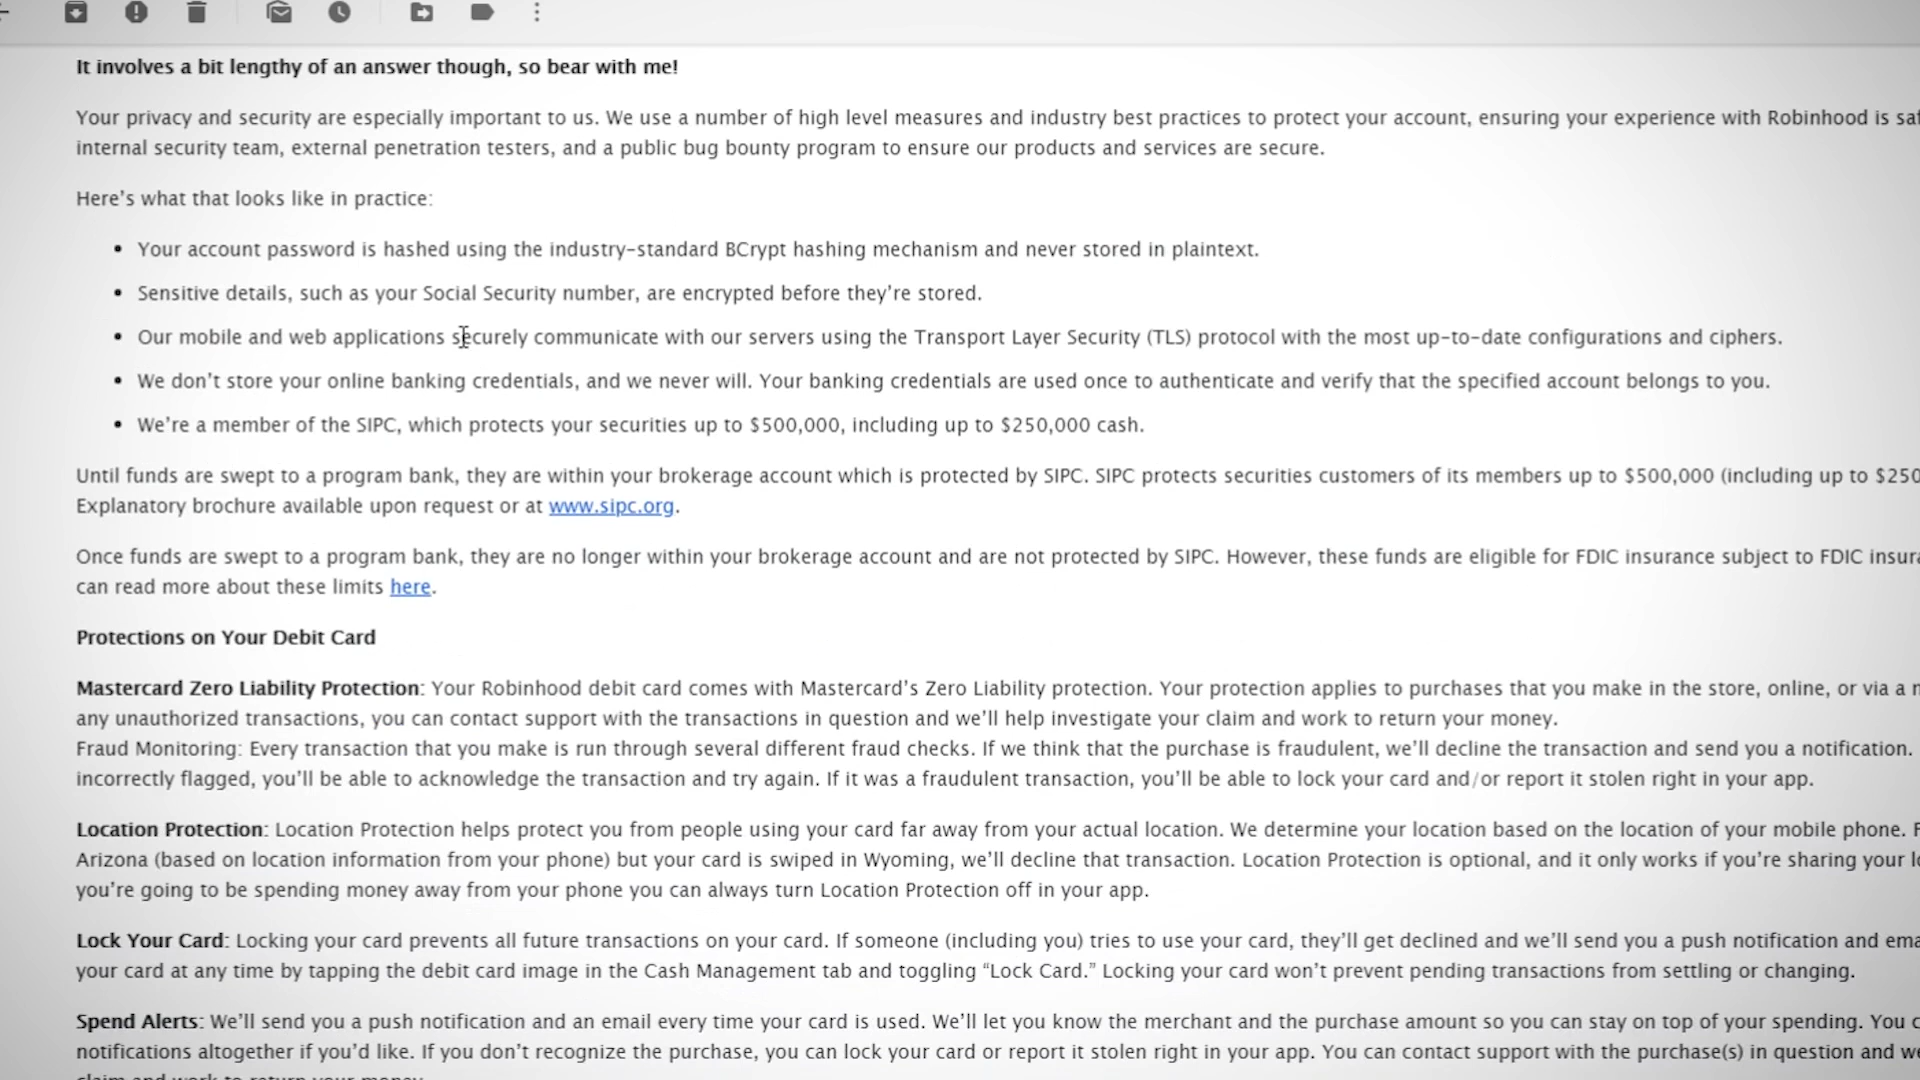 It involves a bit lengthy of an answer though, so bear with me!
Your privacy and security are especially important to us. We use a number of high level measures and industry best practices to protect your account, ensuring your experience with Robinhood is
internal security team, external penetration testers, and a public bug bounty program to ensure our products and services are secure.
Here's what that looks like in practice:
• Your account password is hashed using the industry-standard BCrypt hashing mechanism and never stored in plaintext.
• Sensitive details, such as your Social Security number, are encrypted before they're stored.
• Our mobile and web applications securely communicate with our servers using the Transport Layer Security (TLS) protocol with the most up-to-date configurations and ciphers.
• We don't store your online banking credentials, and we never will. Your banking credentials are used once to authenticate and verify that the specified account belongs to you.
• We're a member of the SIPC, which protects your securities up to $500,000, including up to $250,000 cash.
Until funds are swept to a program bank, they are within your brokerage account which is protected by SIPC. SIPC protects securities customers of its members up to $500,000 (including up to
Explanatory brochure available upon request or at www.sipc.org.
Once funds are swept to a program bank, they are no longer within your brokerage account and are not protected by SIPC. However, these funds are eligible for FDIC insurance subject to FDIC
can read more about these limits here.
Protections on Your Debit Card
Mastercard Zero Liability Protection: Your Robinhood debit card comes with Mastercard's Zero Liability protection. Your protection applies to purchases that you make in the store, online, or via a
any unauthorized transactions, you can contact support with the transactions in question and we'll help investigate your claim and work to return your money.
Fraud Monitoring: Every transaction that you make is run through several different fraud checks. If we think that the purchase is fraudulent, we'll decline the transaction and send you a notification.
incorrectly flagged, you'll be able to acknowledge the transaction and try again. If it was a fraudulent transaction, you'll be able to lock your card and/or report it stolen right in your app.
Location Protection: Location Protection helps protect you from people using your card far away from your actual location. We determine your location based on the location of your mobile phone.
Arizona (based on location information from your phone) but your card is swiped in Wyoming, we'll decline that transaction. Location Protection is optional, and it only works if you're sharing your
you're going to be spending money away from your phone you can always turn Location Protection off in your app.
Lock Your Card: Locking your card prevents all future transactions on your card. If someone (including you) tries to use your card, they'll get declined and we'll send you a push notification and
your card at any time by tapping the debit card image in the Cash Management tab and toggling "Lock Card." Locking your card won't prevent pending transactions from settling or changing.
Spend Alerts: We'll send you a push notification and an email every time your card is used. We'll let you know the merchant and the purchase amount so you can stay on top of your spending. You
notifications altogether if you'd like. If you don't recognize the purchase, you can lock your card or report it stolen right in your app. You can contact support with the purchase(s) in question and
claim and work to return your money.